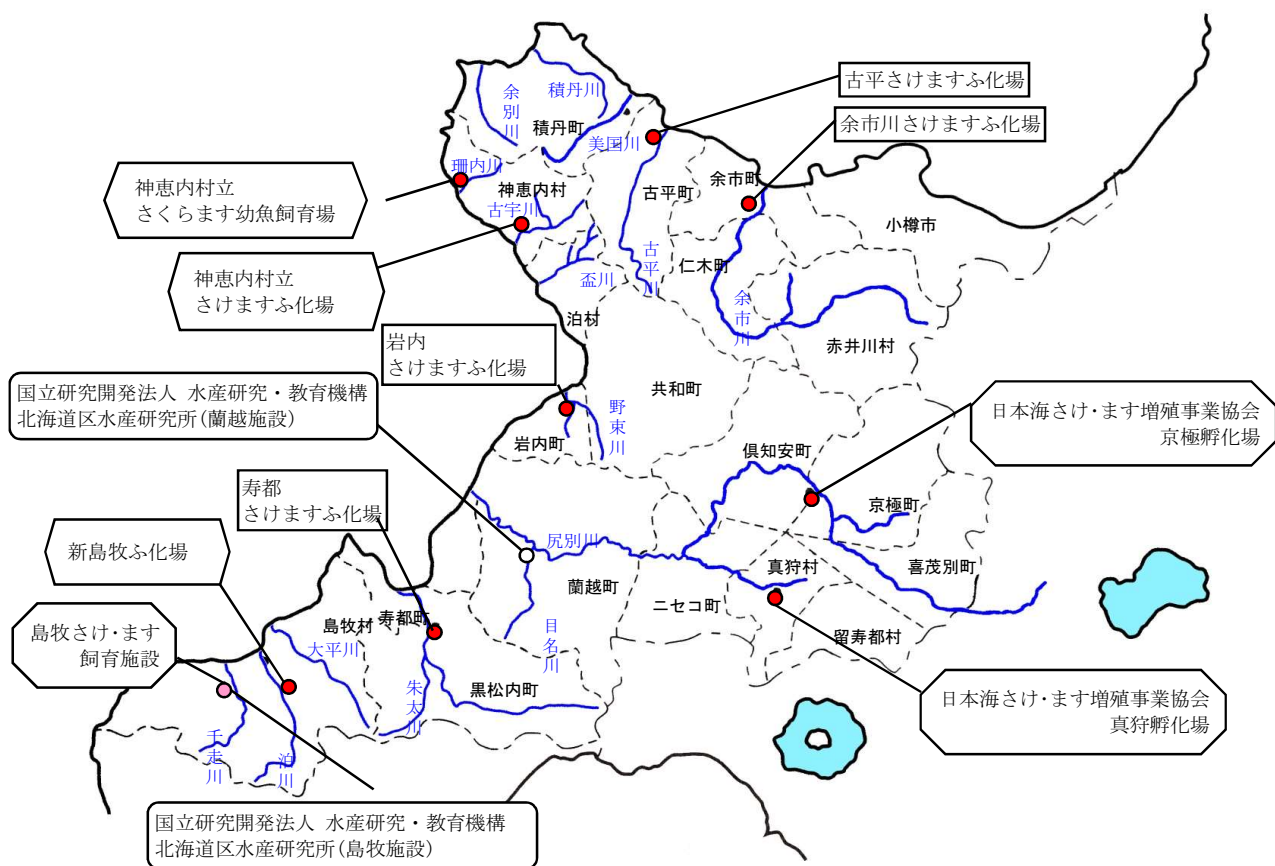 古平さけますふ化場
余市川さけますふ化場
余別川
積丹川
積丹町
美国川
珊内川
神恵内村立
さくらます幼魚飼育場
神恵内村
古宇川
古平町
余市町
小樽市
神恵内村立
さけますふ化場
盃川
古平川
仁木町
余市川
泊村
赤井川村
岩内
さけますふ化場
共和町
国立研究開発法人 水産研究・教育機構
北海道区水産研究所(蘭越施設)
野束川
岩内町
日本海さけ・ます増殖事業協会
京極孵化場
倶知安町
京極町
寿都
さけますふ化場
尻別川
新島牧ふ化場
真狩村
喜茂別町
蘭越町
ニセコ町
島牧村
寿都町
留寿都村
島牧さけ・ます
飼育施設
大平川
目名川
黒松内町
朱太川
日本海さけ・ます増殖事業協会
真狩孵化場
千走川
泊川
国立研究開発法人 水産研究・教育機構
北海道区水産研究所(島牧施設)